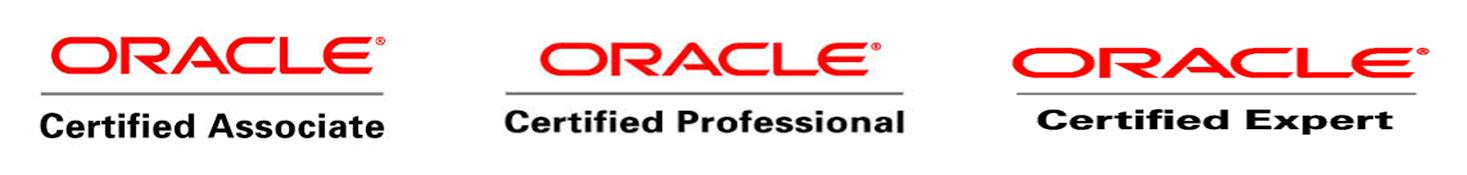 ORACLE®
Certified Associate
ORACLE®
Certified Professional
ORACLE®
Certified Expert